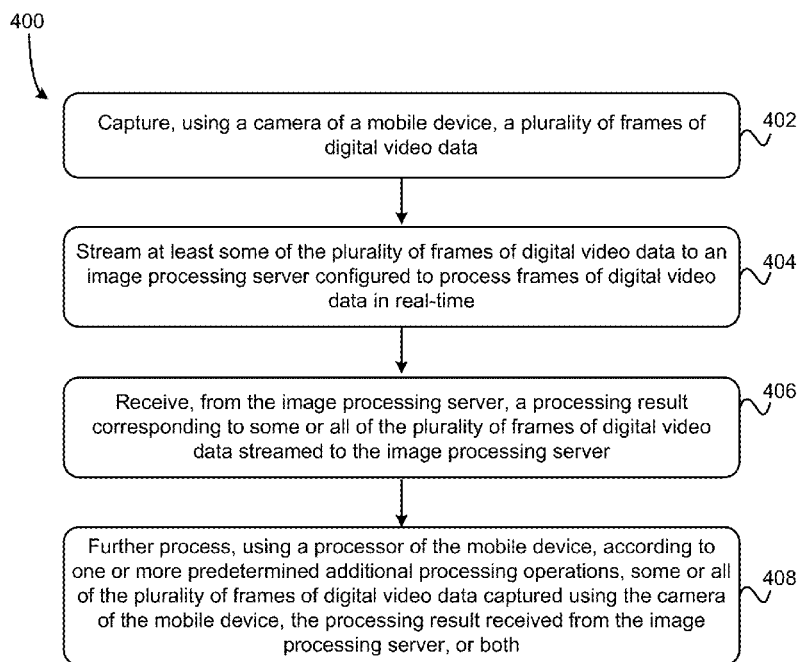 400
Capture, using a camera of a mobile device, a plurality of frames of
digital video data
402
Stream at least some of the plurality of frames of digital video data to an
image processing server configured to process frames of digital video
data in real-time
404
Receive, from the image processing server, a processing result
corresponding to some or all of the plurality of frames of digital video
data streamed to the image processing server
406
Further process, using a processor of the mobile device, according to
one or more predetermined additional processing operations, some or all
of the plurality of frames of digital video data captured using the camera
of the mobile device, the processing result received from the image
processing server, or both
408